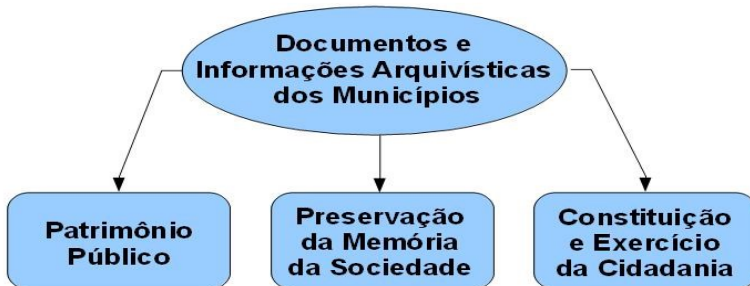 Documentos e
Informações Arquivísticas
dos Municípios
Patrimônio
Público
Preservação
da Memória
da Sociedade
Constituição
e Exercício
da Cidadania